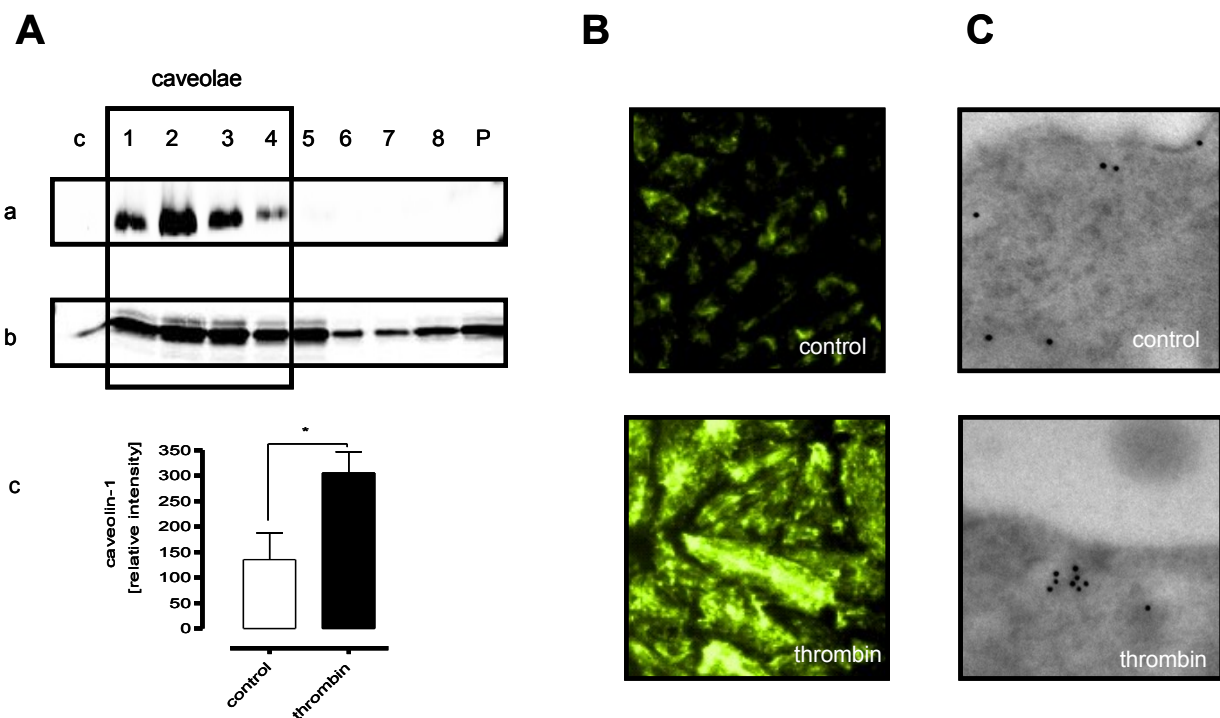 A
B
C
caveolae
c 1 2 3 4 5 6 7 8 P
a
b
c
caveolin-1
[relative intensity]
350
300
250
200
150
100
50
0
*
control
thrombin
control
thrombin
control
thrombin